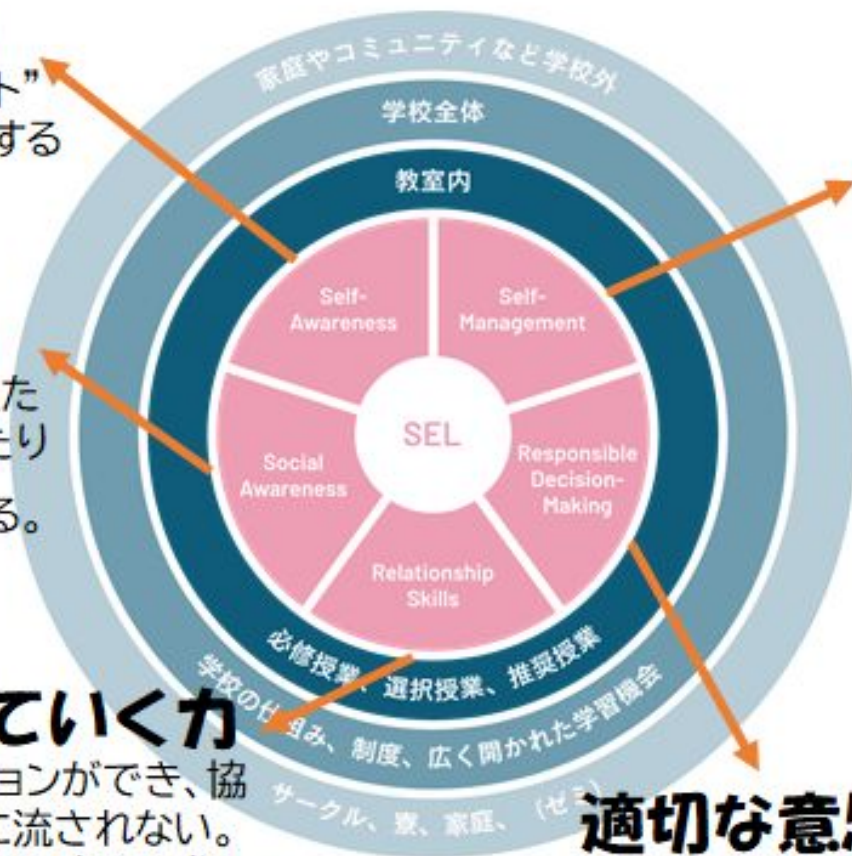 ト”
する
家庭やコミュニティなど学校外
学校全体
教室内
Self-
Awareness
Self-
Management
た
たり
る。
SEL
Social
Awareness
Responsible
Decision-
Making
Relationship
Skills
必修授業、選択授業、推奨授業
学校の仕組み、制度、広く開かれた学習機会
サークル、寮、家庭、(ゼミ)
ていく力
ションができ、協
に流されない。
適切な意思